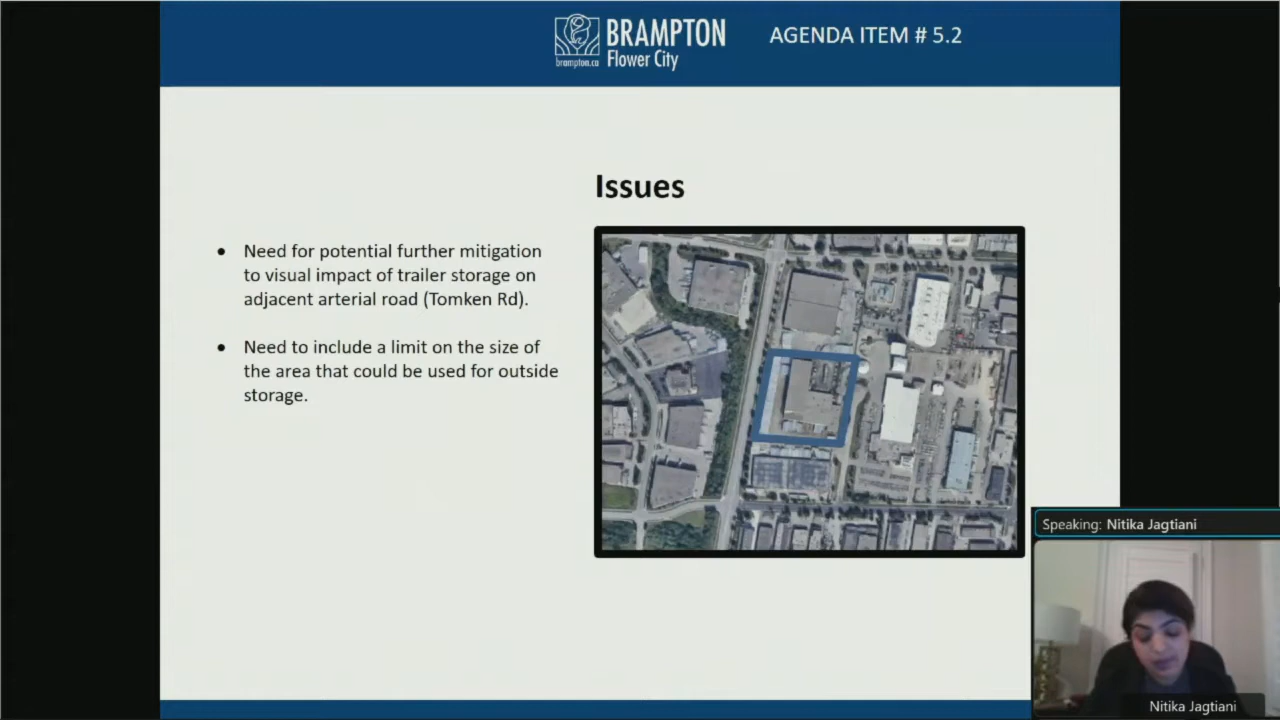 BRAMPTON
brampton.ca
Flower City
AGENDA ITEM # 5.2
Issues
● Need for potential further mitigation
to visual impact of trailer storage on
adjacent arterial road (Tomken Rd).
● Need to include a limit on the size of
the area that could be used for outside
storage.
Speaking: Nitika Jagtiani
Nitika Jagtiani